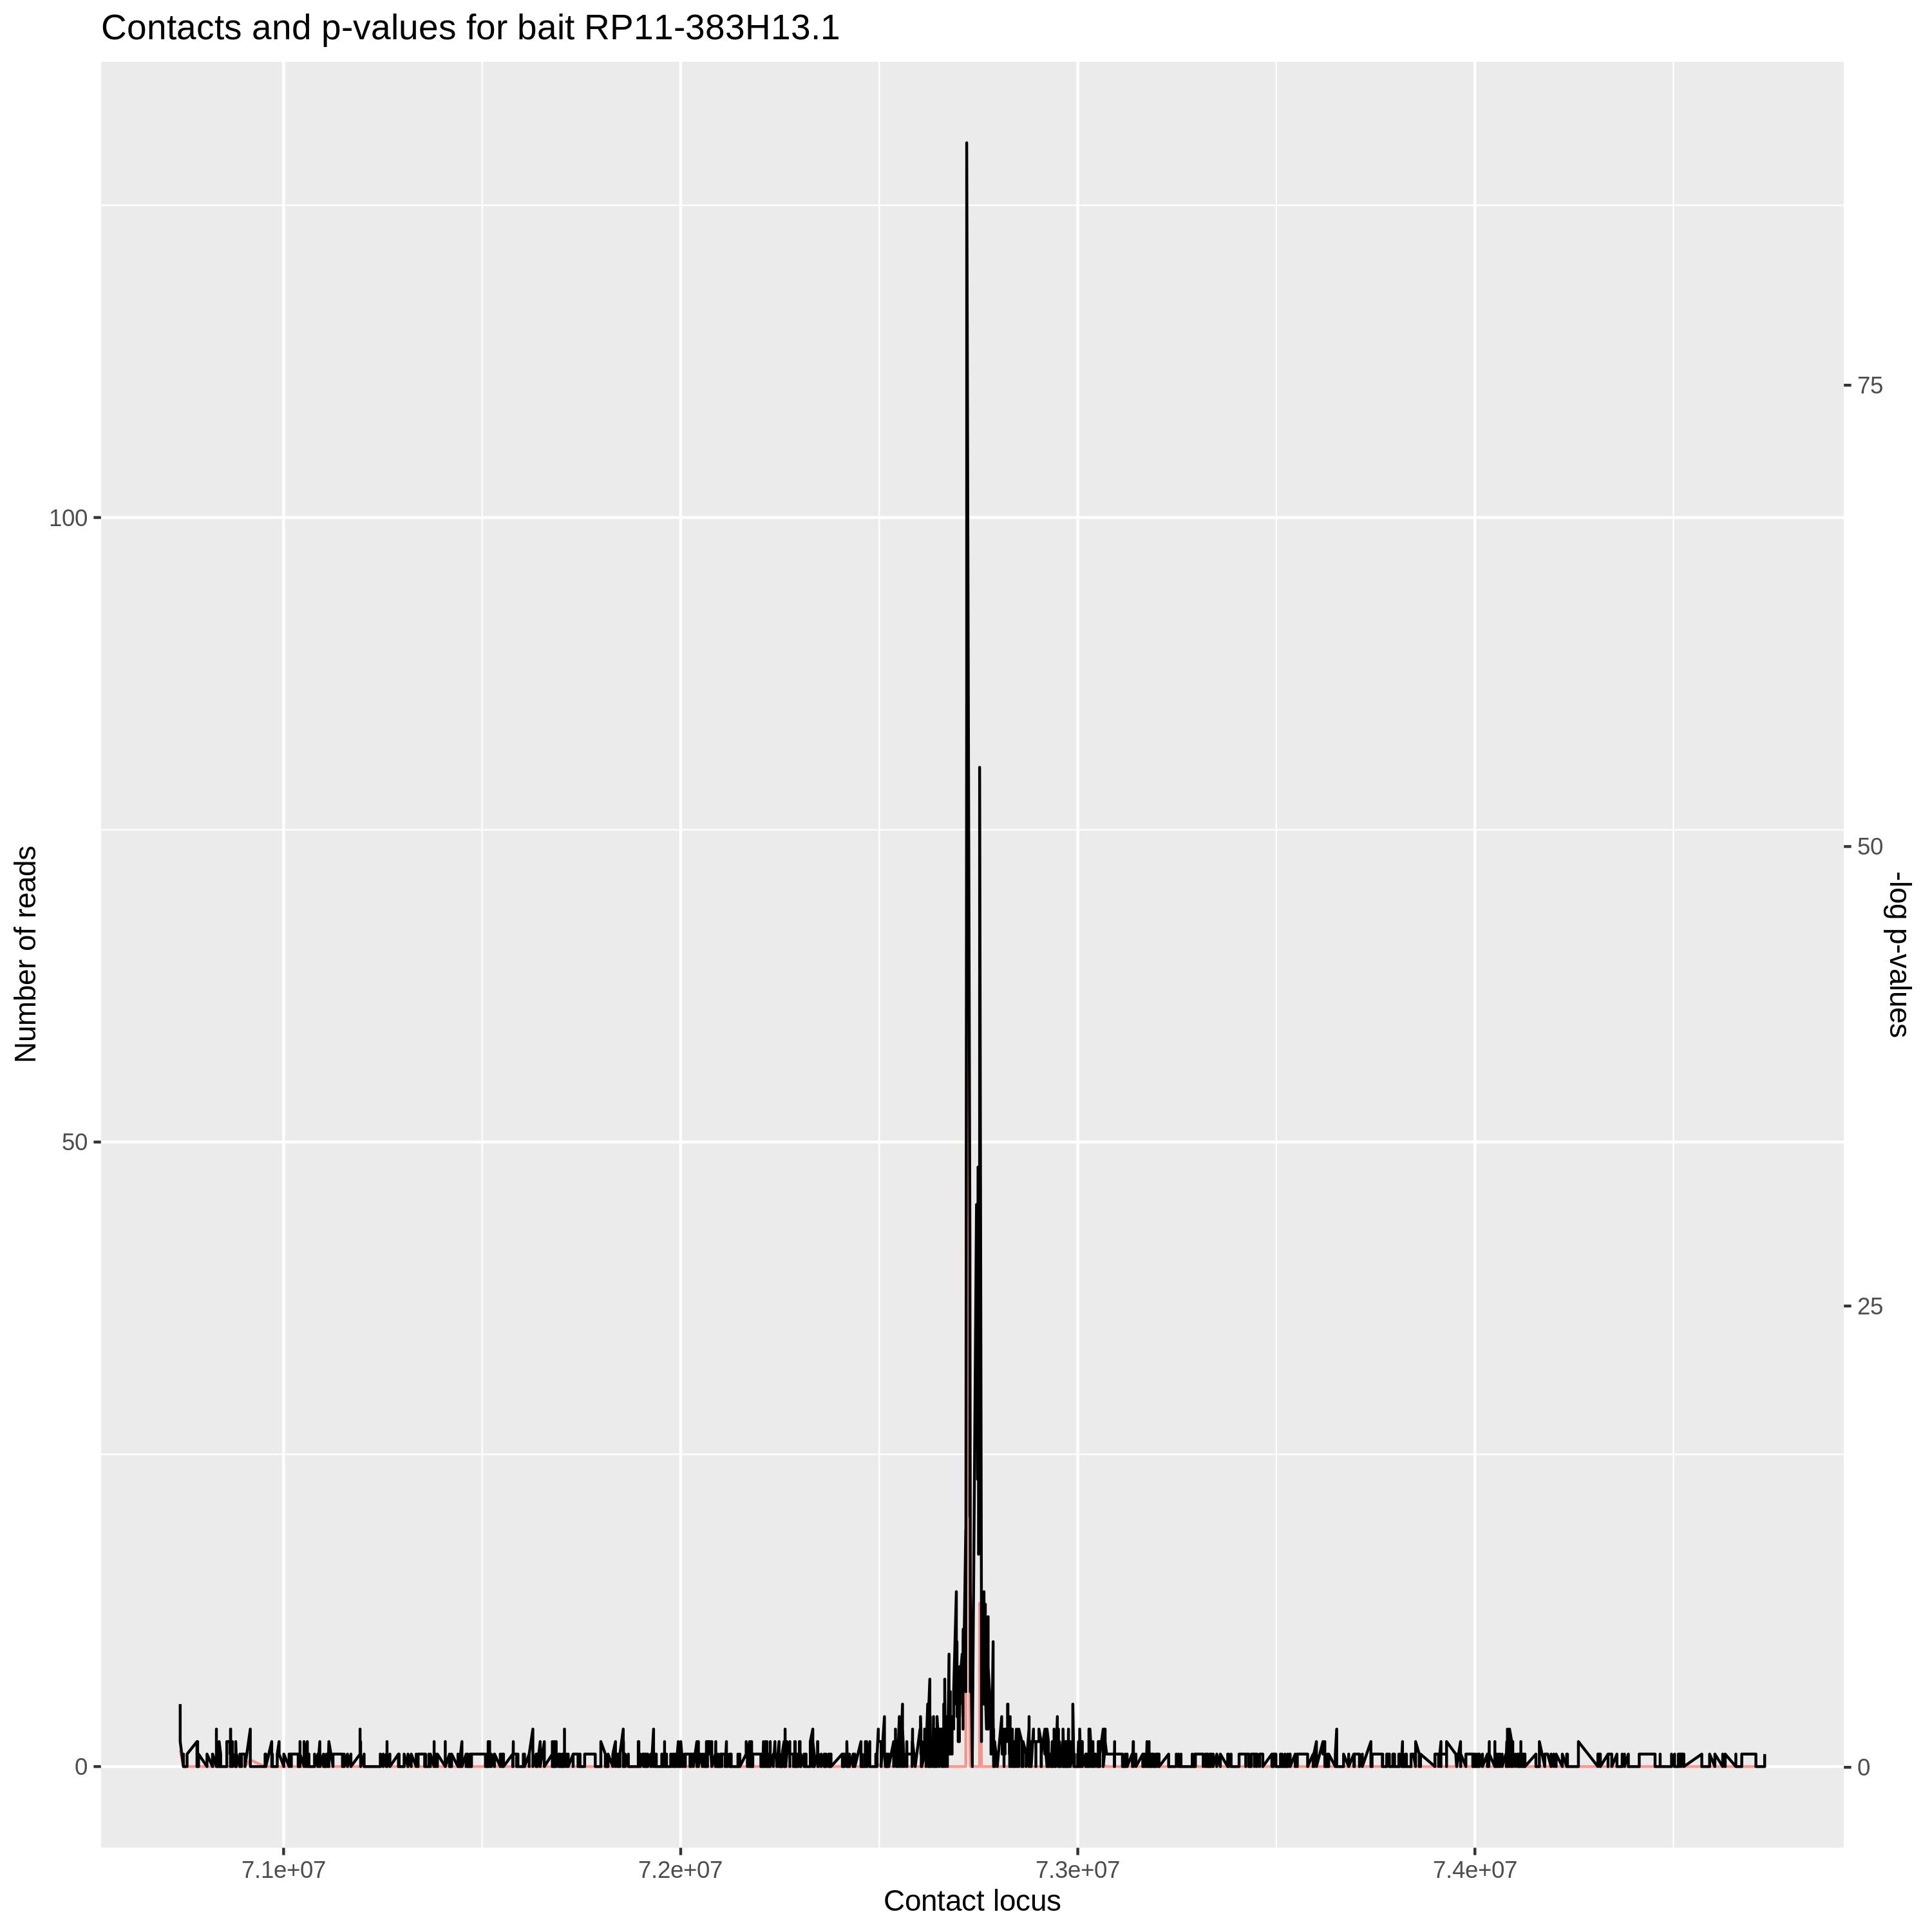 Contacts and p-values for bait RP11-383H13.1
Number of reads
100
50
0
75
50
25
0
-log p-values
7.1e+07
7.2e+07
7.3e+07
7.4e+07
Contact locus